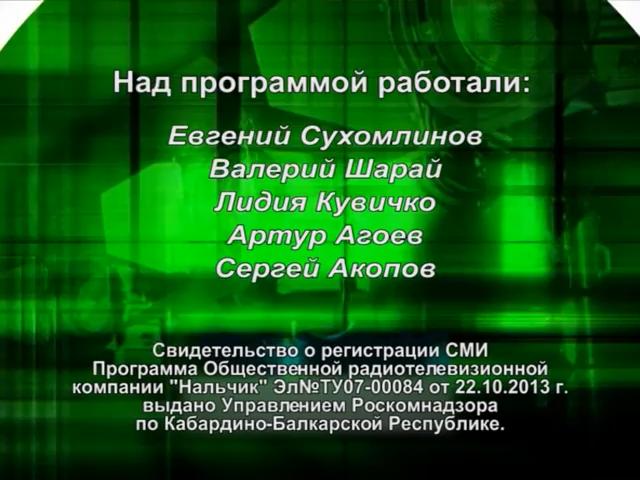 Над программой работали:
Евгений Сухомлинов
Валерий Шарай
Лидия Кувичко
Артур Агоев
Сергей Акопов
Свидетельство о регистрации СМИ
Программа Общественной радиотелевизионной
компании "Нальчик" Эл№ТУ07-00084 от 22.10.2013 г.
выдано Управлением Роскомнадзора
по Кабардино-Балкарской Республике.